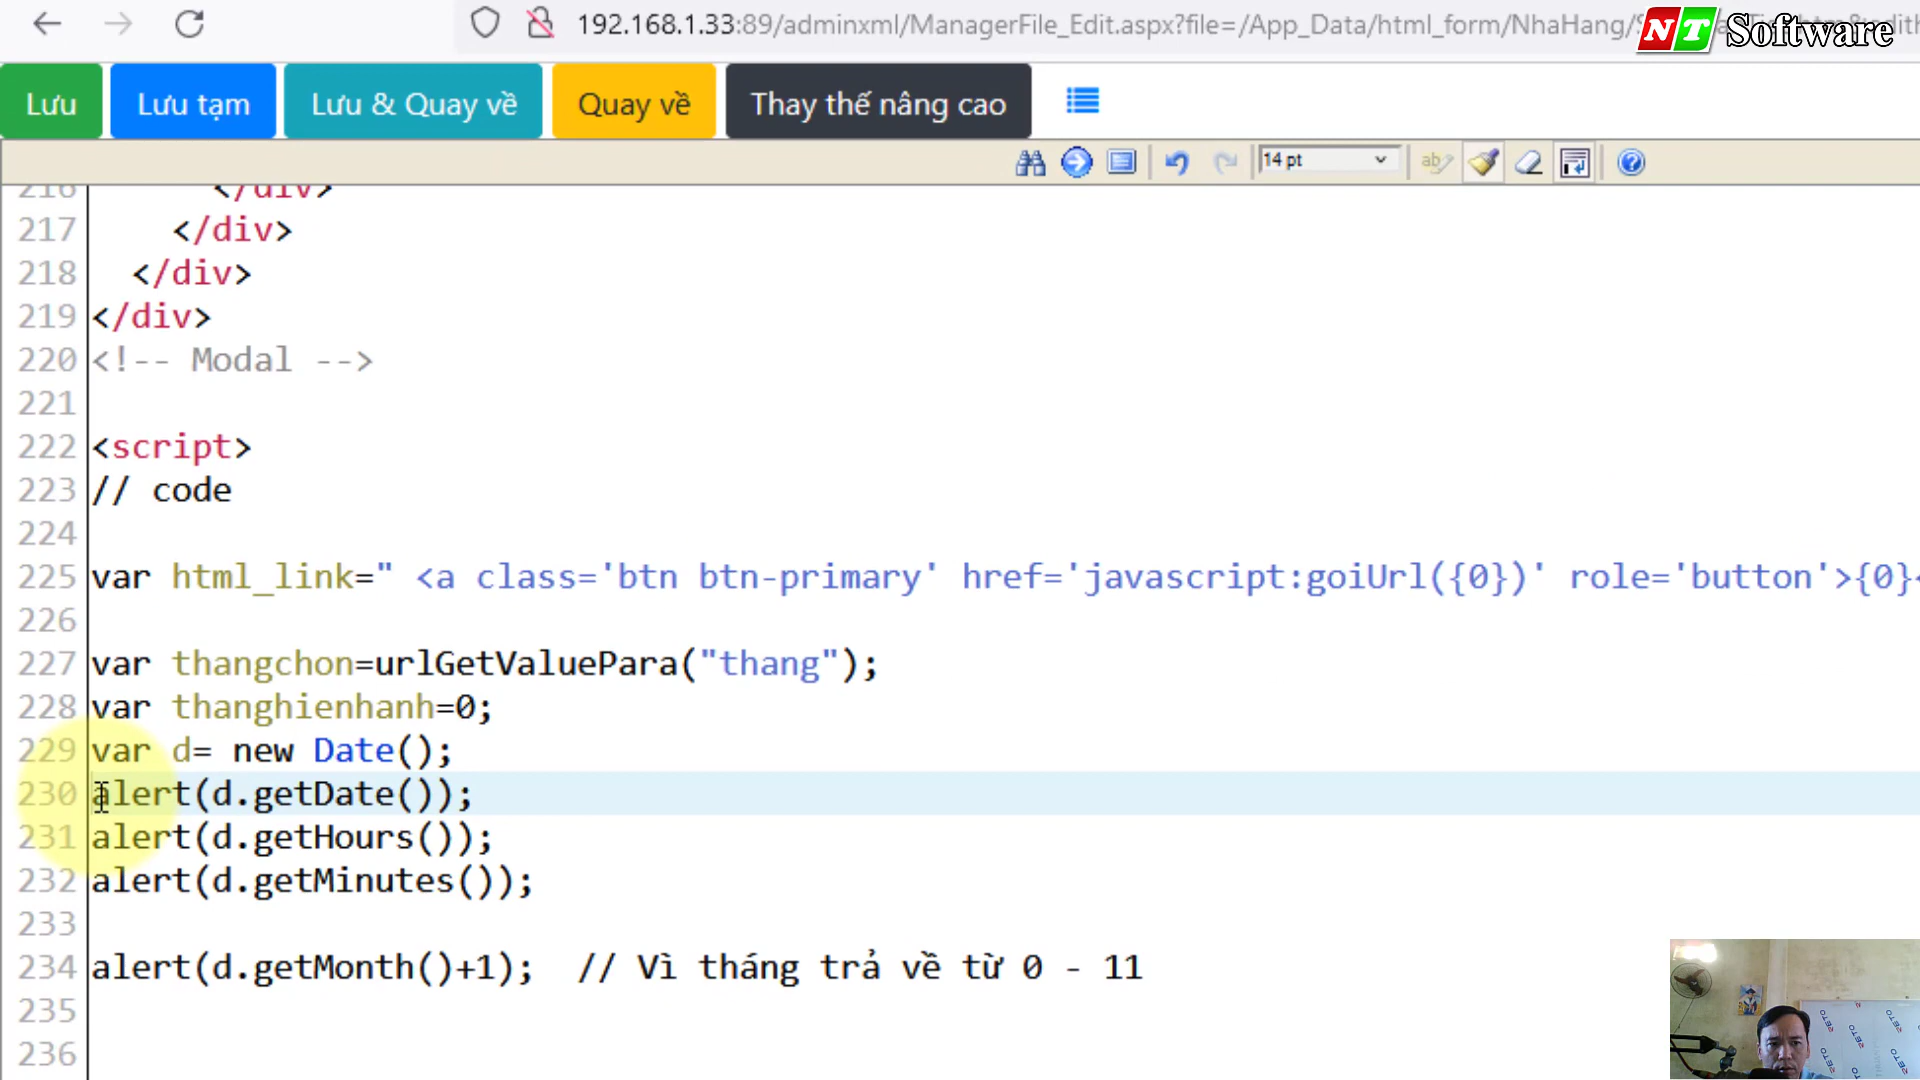 192.168.1.33:89/adminxml/ManagerFile_Edit.aspx?file=/App_Data/html_form/NhaHang/
NT Software
Lưu
Lưu tạm
Lưu & Quay về
Quay về
Thay thế nâng cao
14 pt
216 </div>
217 </div>
218 </div>
219 </div>
220 <!-- Modal -->
221
222 <script>
223 // code
224
225 var html_link=" <a class='btn btn-primary' href='javascript:goiUrl({0})' role='button'>{0}<
226
227 var thangchon=urlGetValuePara("thang");
228 var thanghienhanh=0;
229 var d= new Date();
230 alert(d.getDate());
231 alert(d.getHours());
232 alert(d.getMinutes());
233
234 alert(d.getMonth()+1); // Vì tháng trả về từ 0 - 11
235
236